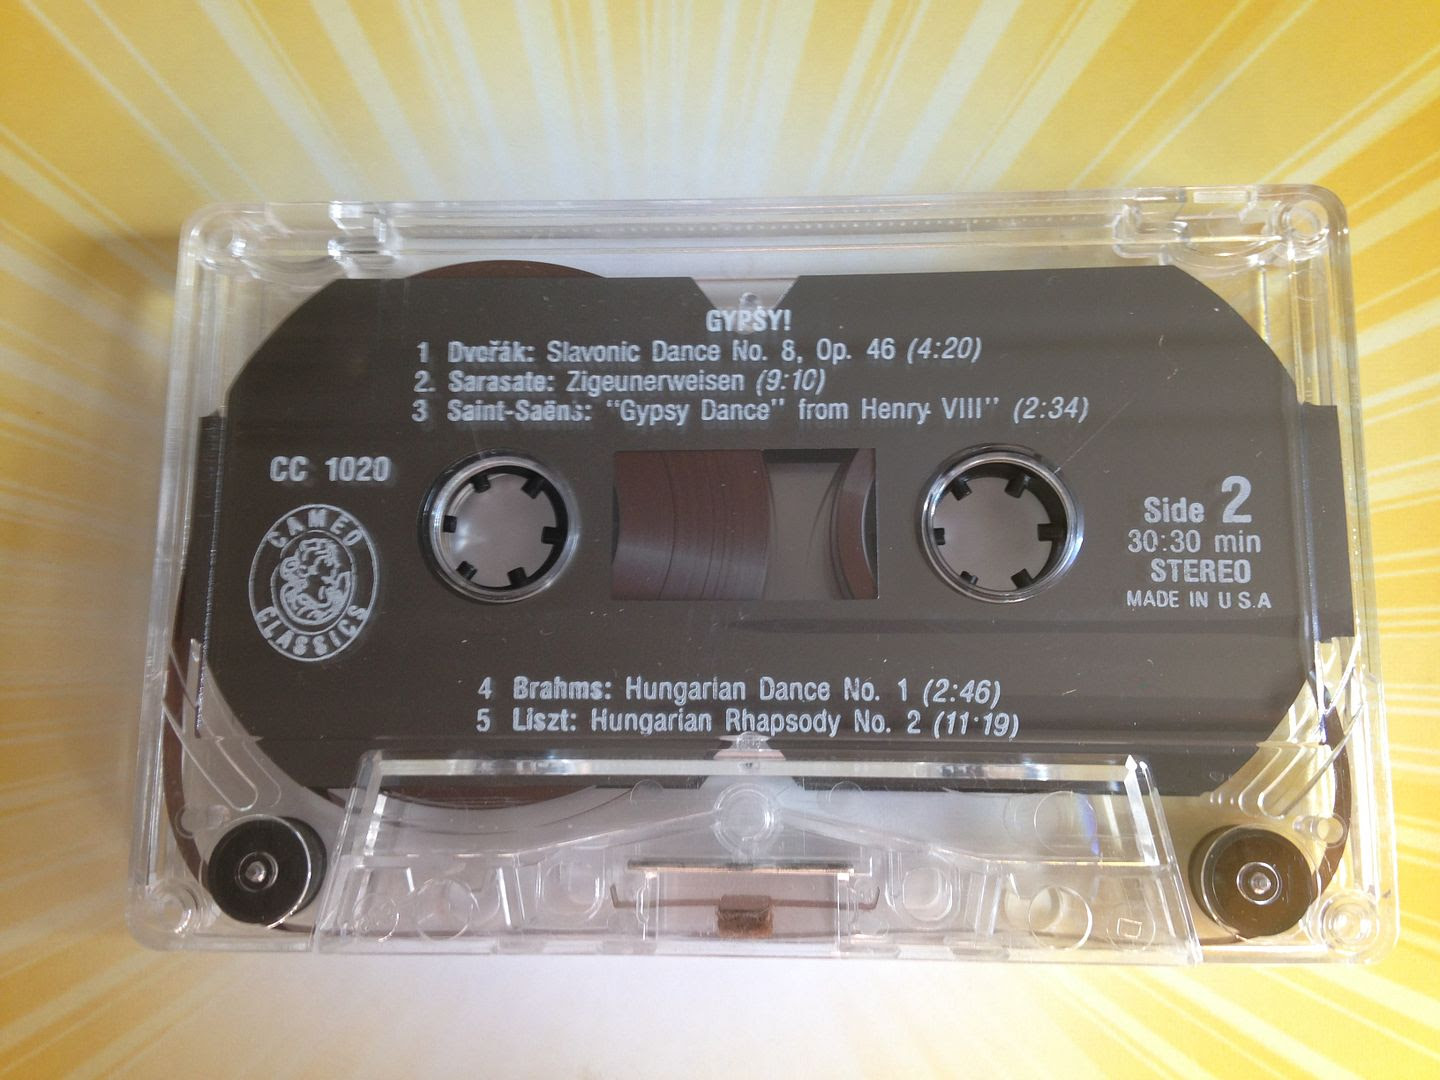 GYPSY!
1 Dvořák: Slavonic Dance No. 8, Op. 46 (4:20)
2. Sarasate: Zigeunerweisen (9:10)
3 Saint-Saëns: "Gypsy Dance" from Henry VIII" (2:34)
CC 1020
CAMEO
CLASSICS
Side 2
30:30 min
STEREO
MADE IN U.S.A
4 Brahms: Hungarian Dance No. 1 (2:46)
5 Liszt: Hungarian Rhapsody No. 2 (11:19)